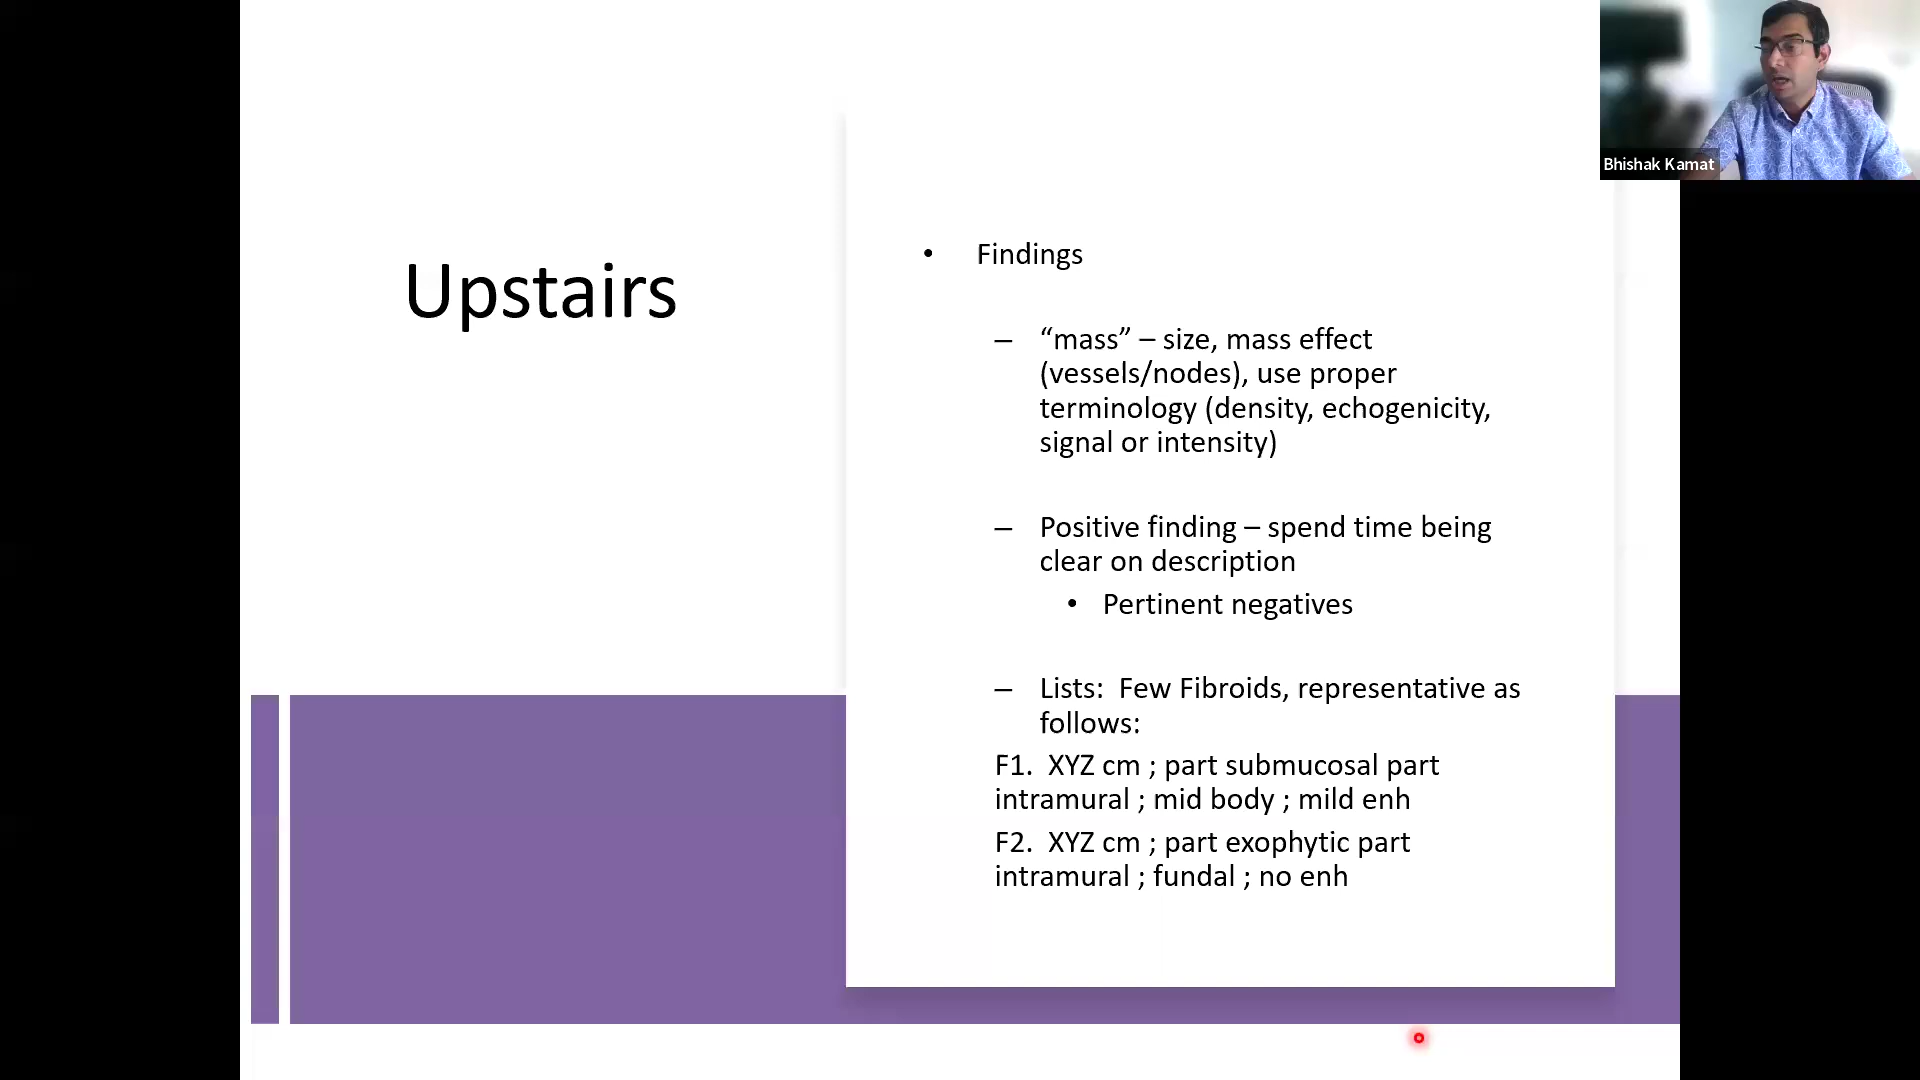 Bhishak Kamat
Upstairs
• Findings
– “mass” – size, mass effect
(vessels/nodes), use proper
terminology (density, echogenicity,
signal or intensity)
– Positive finding – spend time being
clear on description
• Pertinent negatives
– Lists:  Few Fibroids, representative as
follows:
F1.  XYZ cm ; part submucosal part
intramural ; mid body ; mild enh
F2.  XYZ cm ; part exophytic part
intramural ; fundal ; no enh